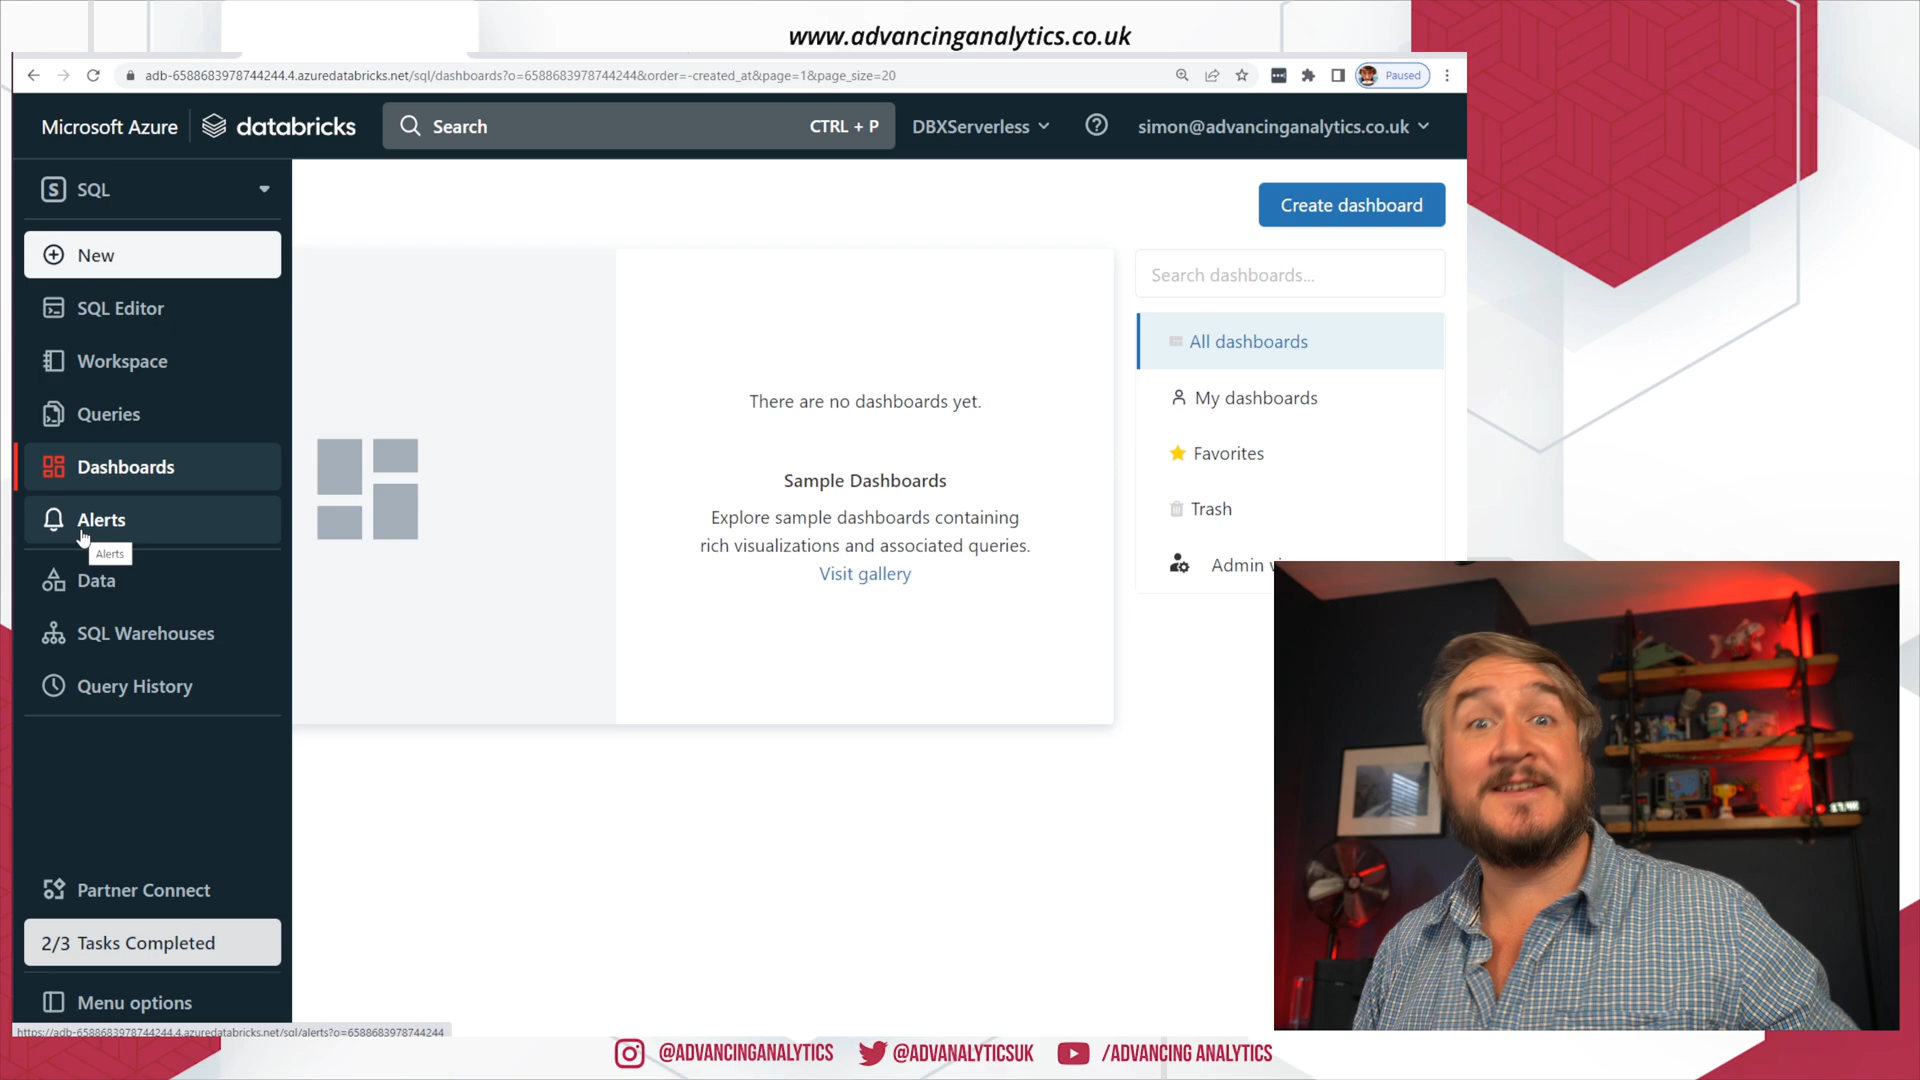 www.advancinganalytics.co.uk
adb-6588683978744244.4.azuredatabricks.net/sql/dashboards?o=6588683978744244&order=-created_at&page=1&page_size=20
Paused
Microsoft Azure
databricks
Search
CTRL + P
DBXServerless
simon@advancinganalytics.co.uk
S SQL
New
SQL Editor
Workspace
Queries
Dashboards
Alerts
Alerts
Data
SQL Warehouses
Query History
Partner Connect
2/3 Tasks Completed
Menu options
https://adb-6588683978744244.4.azuredatabricks.net/sql/alerts?o=6588683978744244
Create dashboard
There are no dashboards yet.
Sample Dashboards
Explore sample dashboards containing
rich visualizations and associated queries.
Visit gallery
Search dashboards...
All dashboards
My dashboards
Favorites
Trash
Admin
@ADVANCINGANALYTICS
@ADVANALYTICSUK
/ADVANCING ANALYTICS